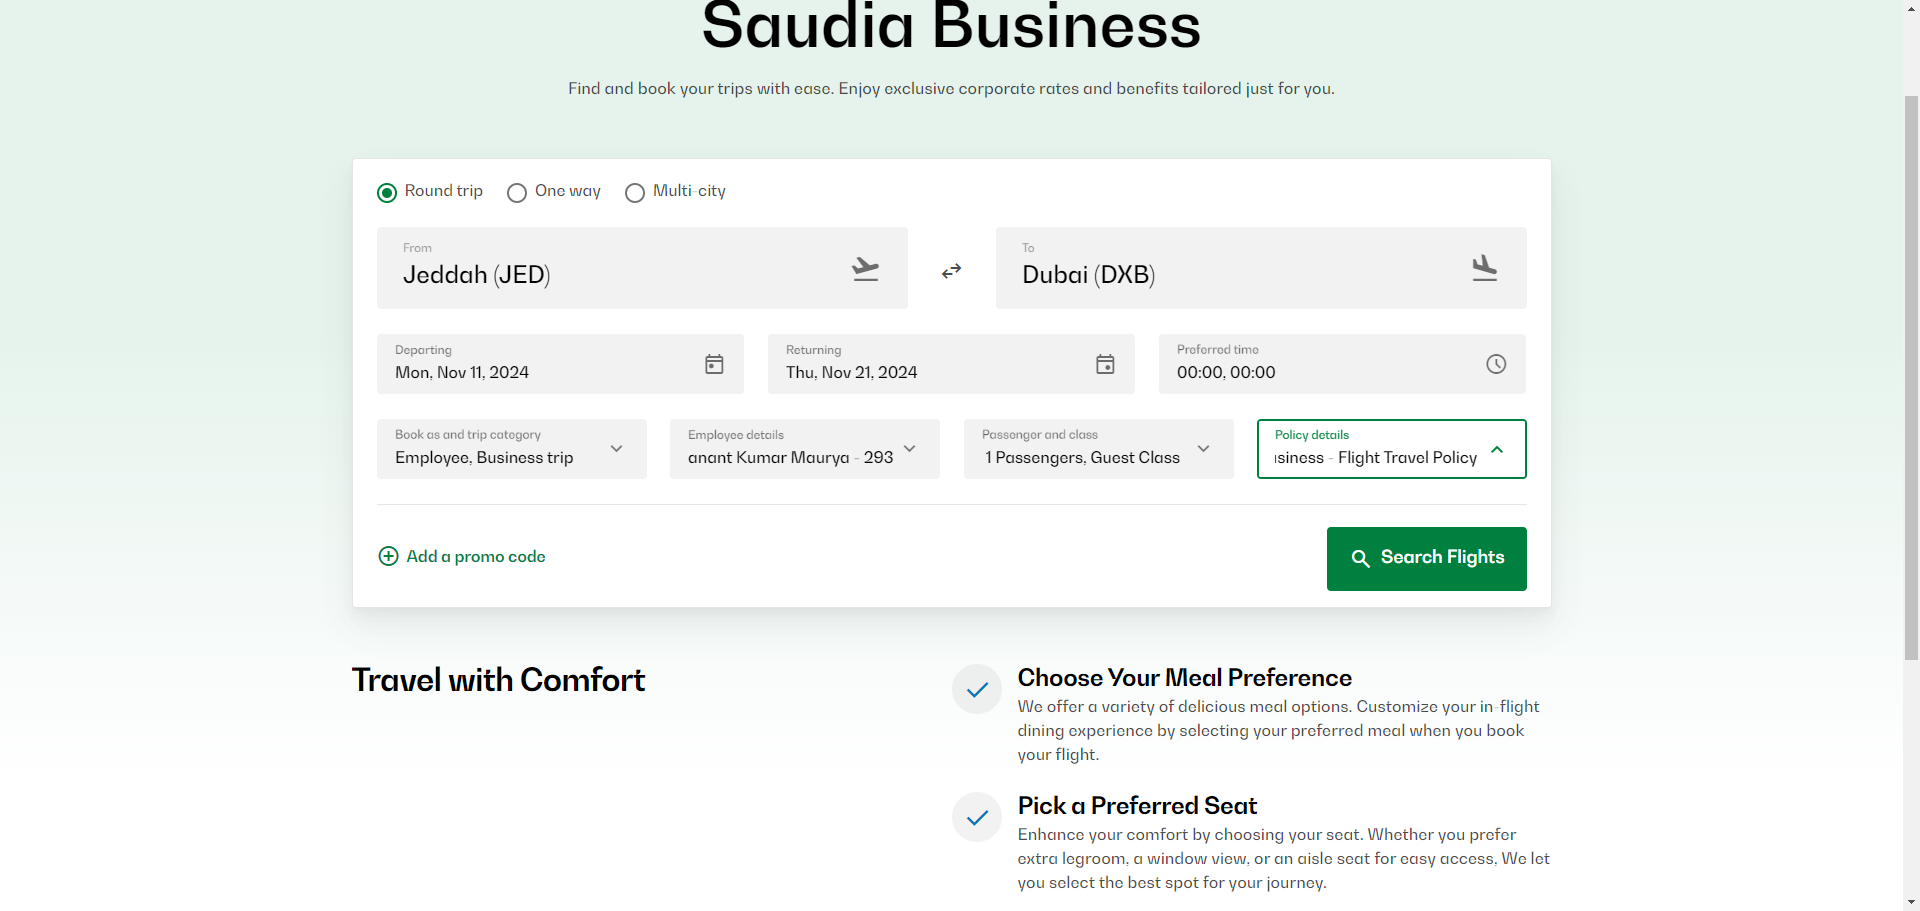 Saudia Business
Find and book your trips with ease. Enjoy exclusive corporate rates and benefits tailored just for you.
Round trip One way Multi-city
From
Jeddah (JED)
To
Dubai (DXB)
Departing
Mon, Nov 11, 2024
Returning
Thu, Nov 21, 2024
Preferred time
00:00, 00:00
Book as and trip category
Employee, Business trip
Employee details
anant Kumar Maurya - 293
Passenger and class
1 Passengers, Guest Class
Policy details
siness - Flight Travel Policy
Add a promo code
Search Flights
Travel with Comfort
Choose Your Meal Preference
We offer a variety of delicious meal options. Customize your in-flight
dining experience by selecting your preferred meal when you book
your flight.
Pick a Preferred Seat
Enhance your comfort by choosing your seat. Whether you prefer
extra legroom, a window view, or an aisle seat for easy access, We let
you select the best spot for your journey.